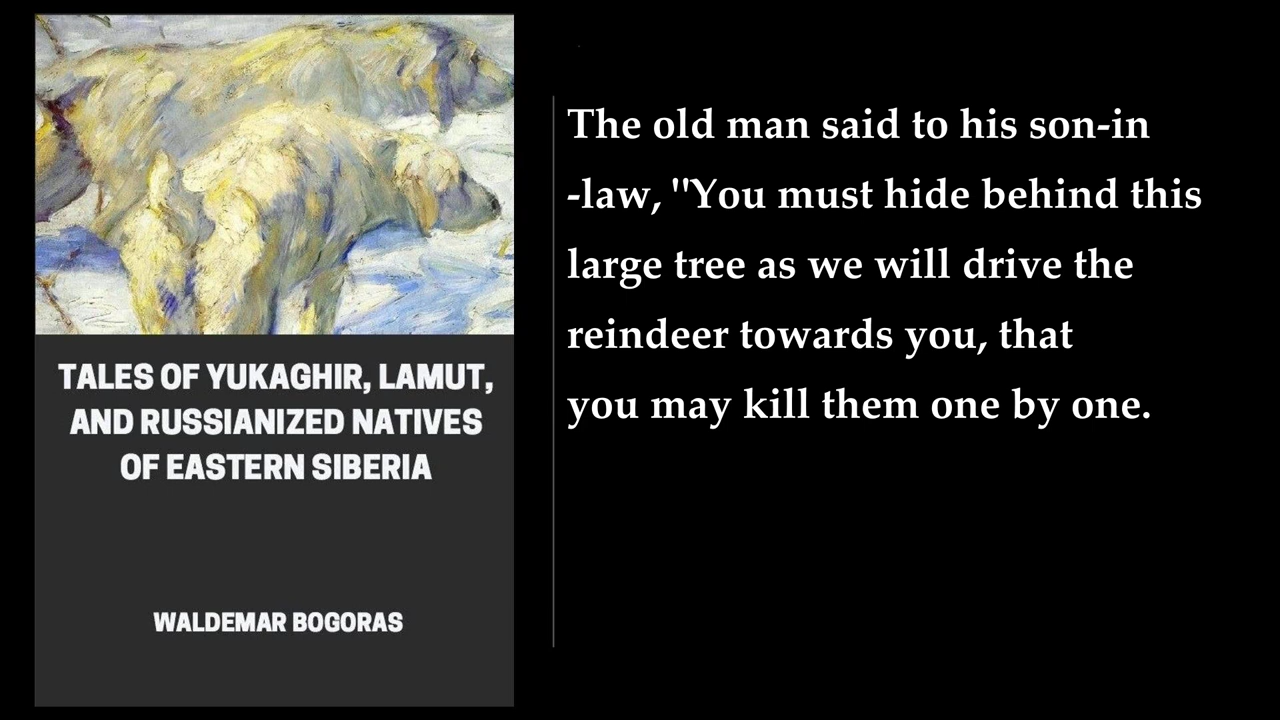 TALES OF YUKAGHIR, LAMUT,
AND RUSSIANIZED NATIVES
OF EASTERN SIBERIA
WALDEMAR BOGORAS
The old man said to his son-in
-law, "You must hide behind this
large tree as we will drive the
reindeer towards you, that
you may kill them one by one.